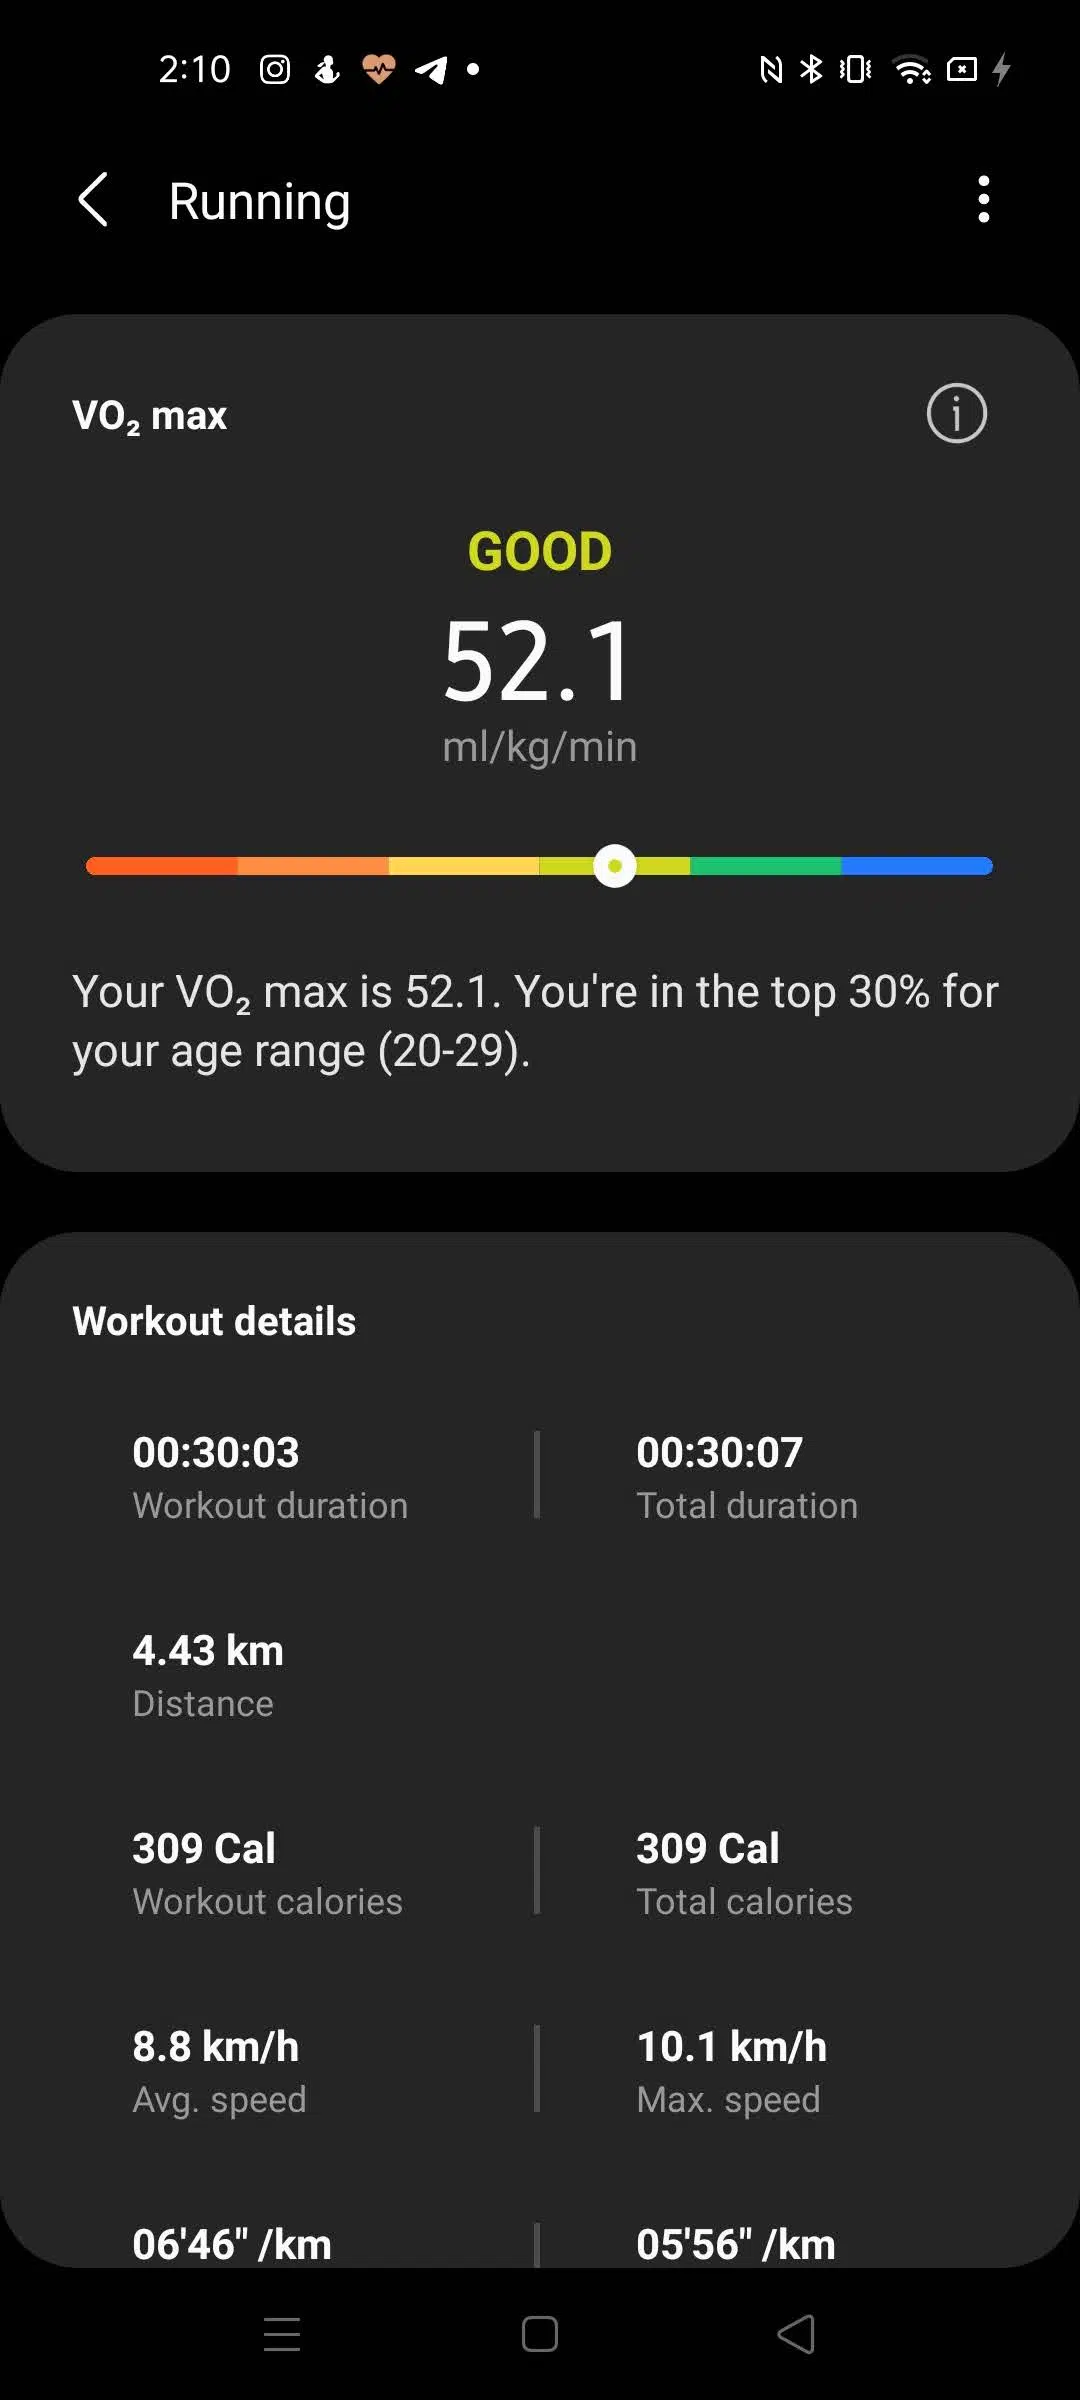 2:10
Running
VO₂ max
GOOD
52.1
ml/kg/min
Your VO₂ max is 52.1. You're in the top 30% for
your age range (20-29).
Workout details
00:30:03 00:30:07
Workout duration Total duration
4.43 km
Distance
309 Cal 309 Cal
Workout calories Total calories
8.8 km/h 10.1 km/h
Avg. speed Max. speed
06'46" /km 05'56" /km